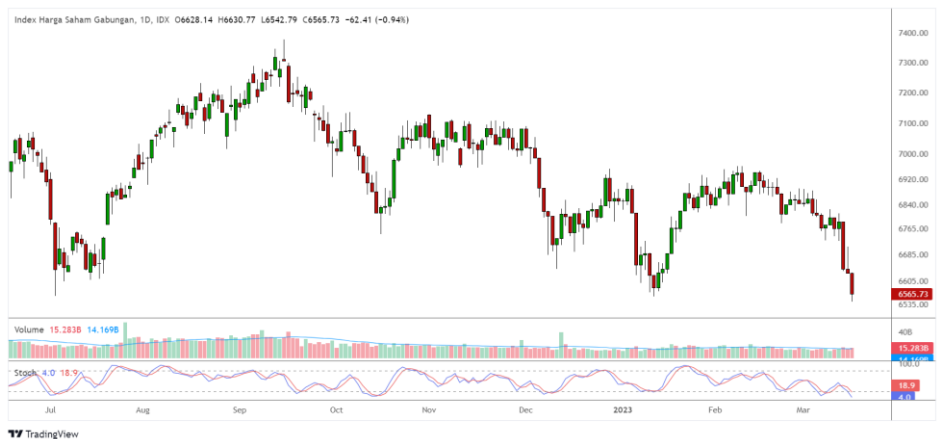 Index Harga Saham Gabungan, 1D, IDX O6628.14 H6630.77 L6542.79 C6565.73 −62.41 (−0.94%)
7400.00
7300.00
7200.00
7100.00
7000.00
6920.00
6840.00
6765.00
6685.00
6605.00
6565.73
6535.00
Volume 15.283B 14.169B
40B
15.283B
14.169B
100.0
Stoch 4.0 18.9
18.9
4.0
Jul Aug Sep Oct Nov Dec 2023 Feb Mar
TradingView